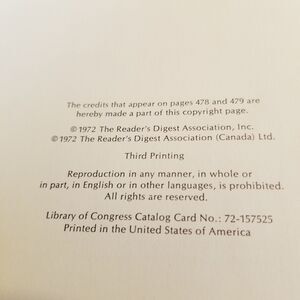 The credits that appear on pages 478 and 479 are
hereby made a part of this copyright page.
© 1972 The Reader's Digest Association, Inc.
© 1972 The Reader's Digest Association (Canada) Ltd.
Third Printing
Reproduction in any manner, in whole or
in part, in English or in other languages, is prohibited.
All rights are reserved.
Library of Congress Catalog Card No.: 72-157525
Printed in the United States of America